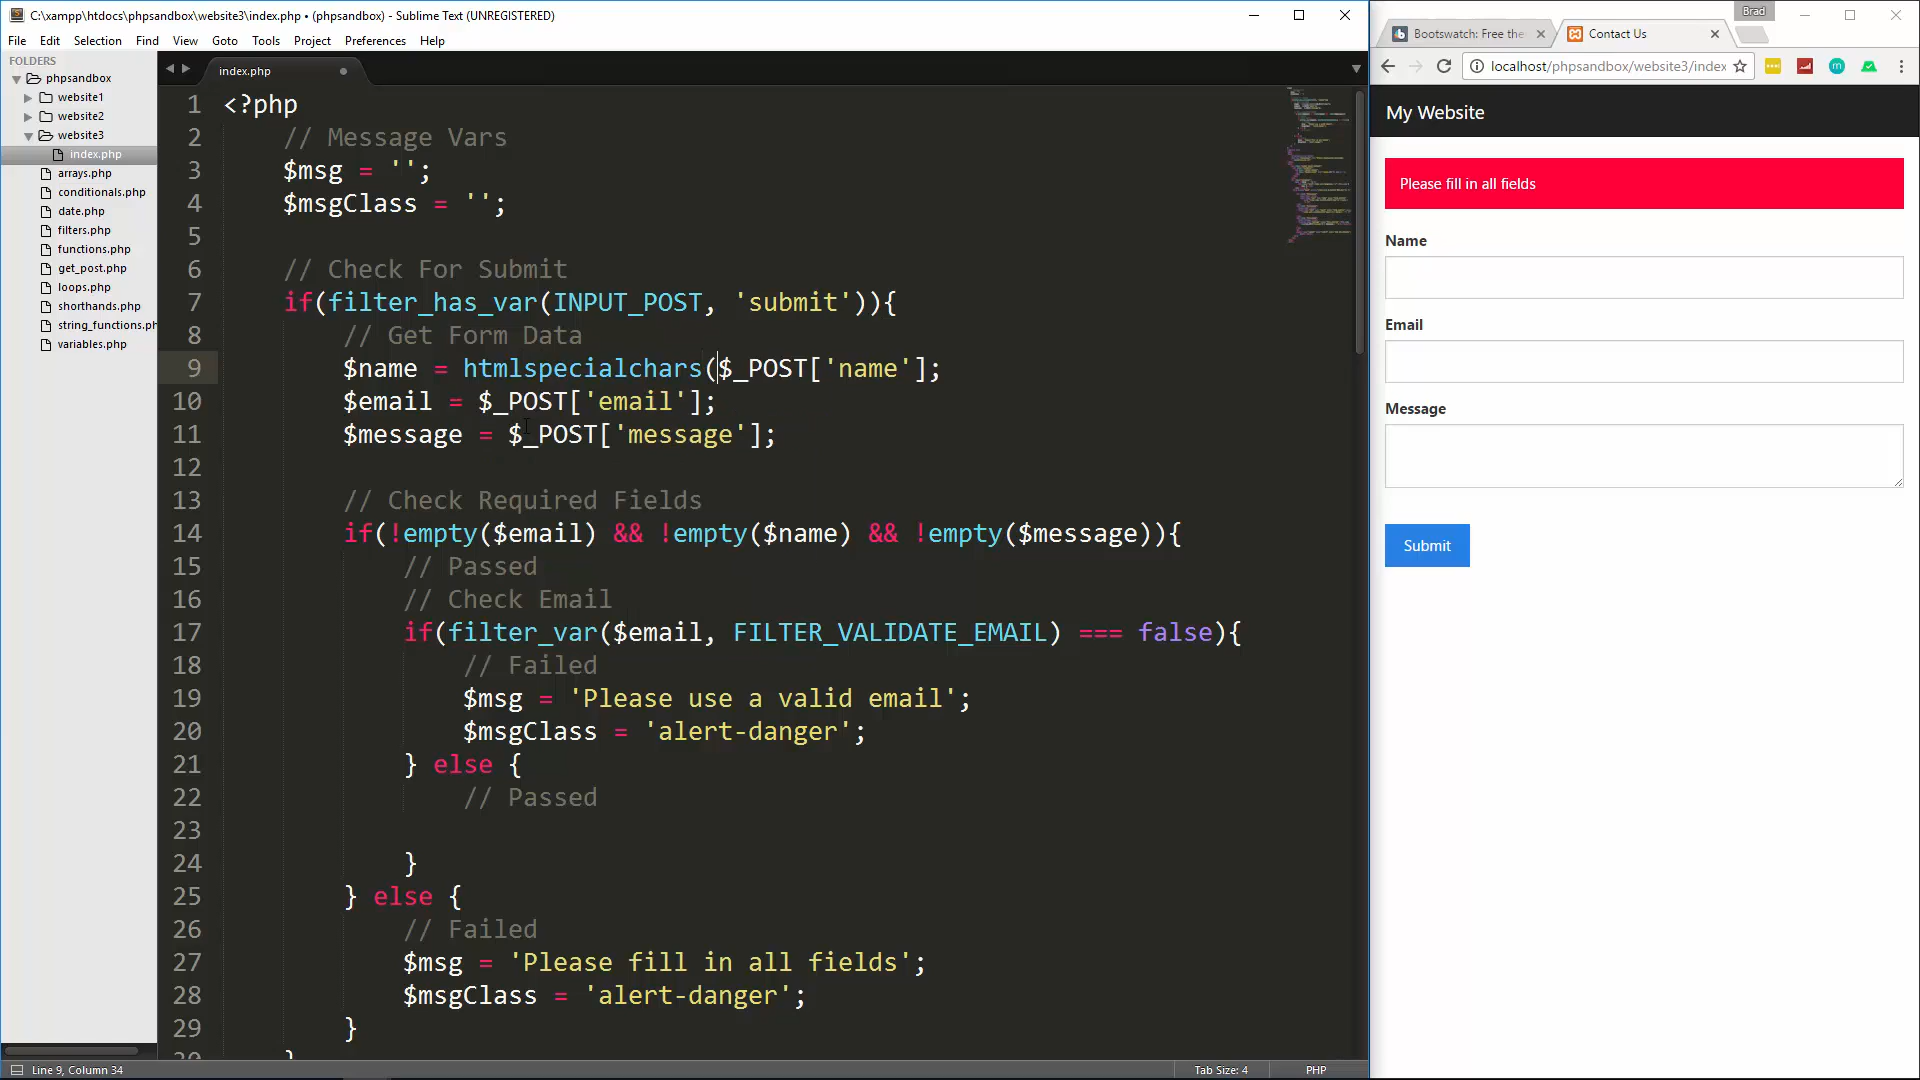 C:\xampp\htdocs\phpsandbox\website3\index.php • (phpsandbox) - Sublime Text (UNREGISTERED)
File Edit Selection Find View Goto Tools Project Preferences Help
FOLDERS
phpsandbox
website1
website2
website3
index.php
arrays.php
conditionals.php
date.php
filters.php
functions.php
get_post.php
loops.php
shorthands.php
string_functions.ph
variables.php
index.php
1 <?php
2 // Message Vars
3 $msg = '';
4 $msgClass = '';
5
6 // Check For Submit
7 if(filter_has_var(INPUT_POST, 'submit')){
8 // Get Form Data
9 $name = htmlspecialchars($_POST['name'];
10 $email = $_POST['email'];
11 $message = $_POST['message'];
12
13 // Check Required Fields
14 if(!empty($email) && !empty($name) && !empty($message)){
15 // Passed
16 // Check Email
17 if(filter_var($email, FILTER_VALIDATE_EMAIL) === false){
18 // Failed
19 $msg = 'Please use a valid email';
20 $msgClass = 'alert-danger';
21 } else {
22 // Passed
23
24 }
25 } else {
26 // Failed
27 $msg = 'Please fill in all fields';
28 $msgClass = 'alert-danger';
29 }
30 }
Line 9, Column 34
Tab Size: 4
PHP
Brad
Bootswatch: Free the
Contact Us
localhost/phpsandbox/website3/index
My Website
Please fill in all fields
Name
Email
Message
Submit